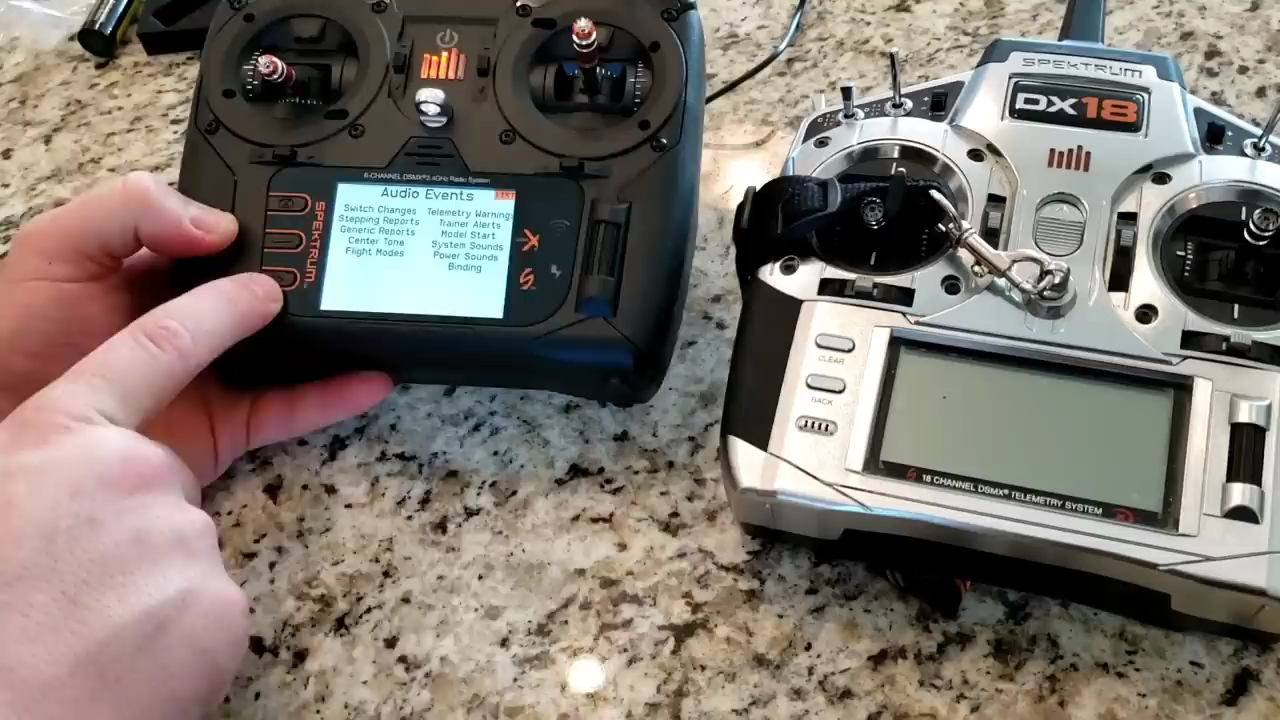 6-CHANNEL DSMX® 2.4GHz Radio System
Audio Events
LIST
Switch Changes
Stepping Reports
Generic Reports
Center Tone
Flight Modes
Telemetry Warnings
Trainer Alerts
Model Start
System Sounds
Power Sounds
Binding
SPEKTRUM
SPEKTRUM
DX18
CLEAR
BACK
18 CHANNEL DSMX® TELEMETRY SYSTEM